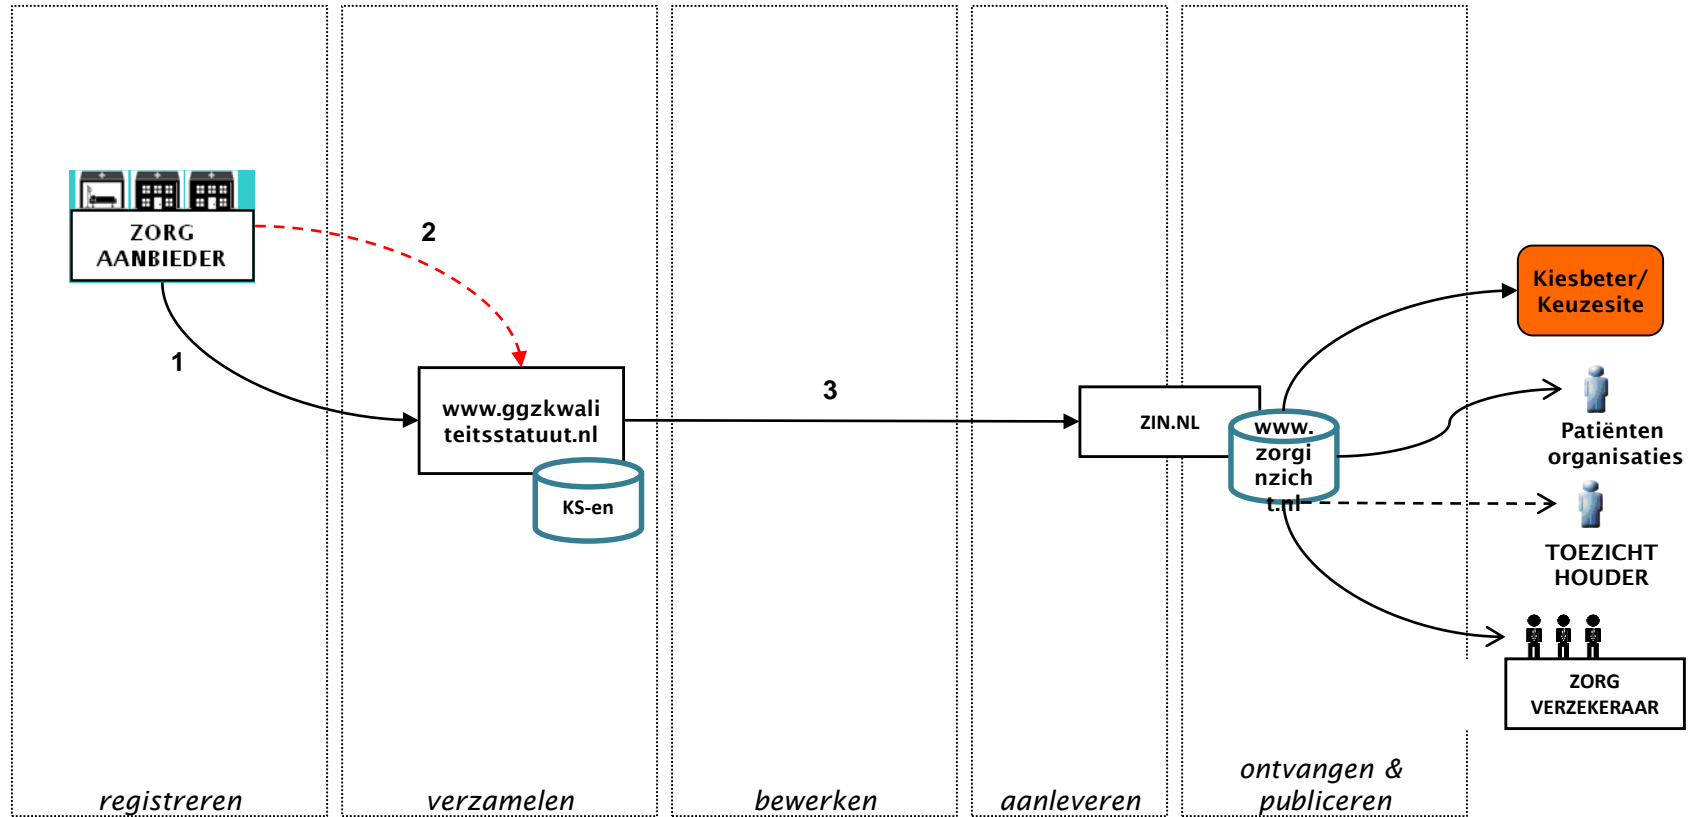 ZORG
AANBIEDER
2
1
www.ggzkwali
teitsstatuut.nl
KS-en
3
ZIN.NL
www.
zorgi
nzich
t.nl
Kiesbeter/
Keuzesite
Patiënten
organisaties
TOEZICHT
HOUDER
ZORG
VERZEKERAAR
registreren
verzamelen
bewerken
aanleveren
ontvangen &
publiceren